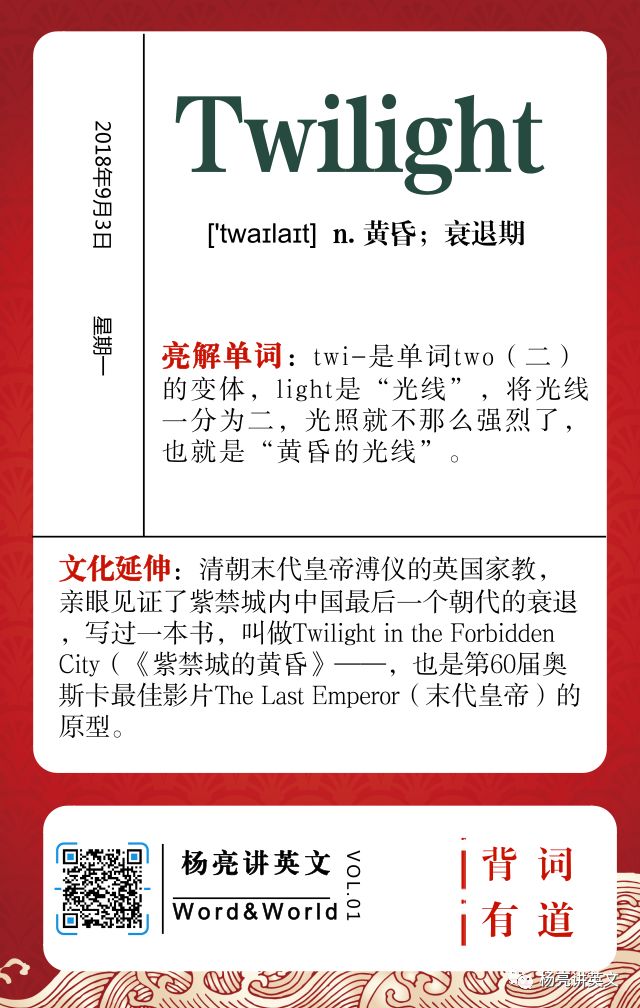 2018年9月3日
星期一
Twilight
['twaɪlaɪt] n. 黄昏；衰退期
亮解单词：twi-是单词two（二）
的变体，light是“光线”，将光线
一分为二，光照就不那么强烈了，
也就是“黄昏的光线”。
文化延伸：清朝末代皇帝溥仪的英国家教，
亲眼见证了紫禁城内中国最后一个朝代的衰退
，写过一本书，叫做Twilight in the Forbidden
City（《紫禁城的黄昏》——，也是第60届奥
斯卡最佳影片The Last Emperor（末代皇帝）的
原型。
杨亮讲英文
Word&World
VOL.01
背词
有道
杨亮讲英文